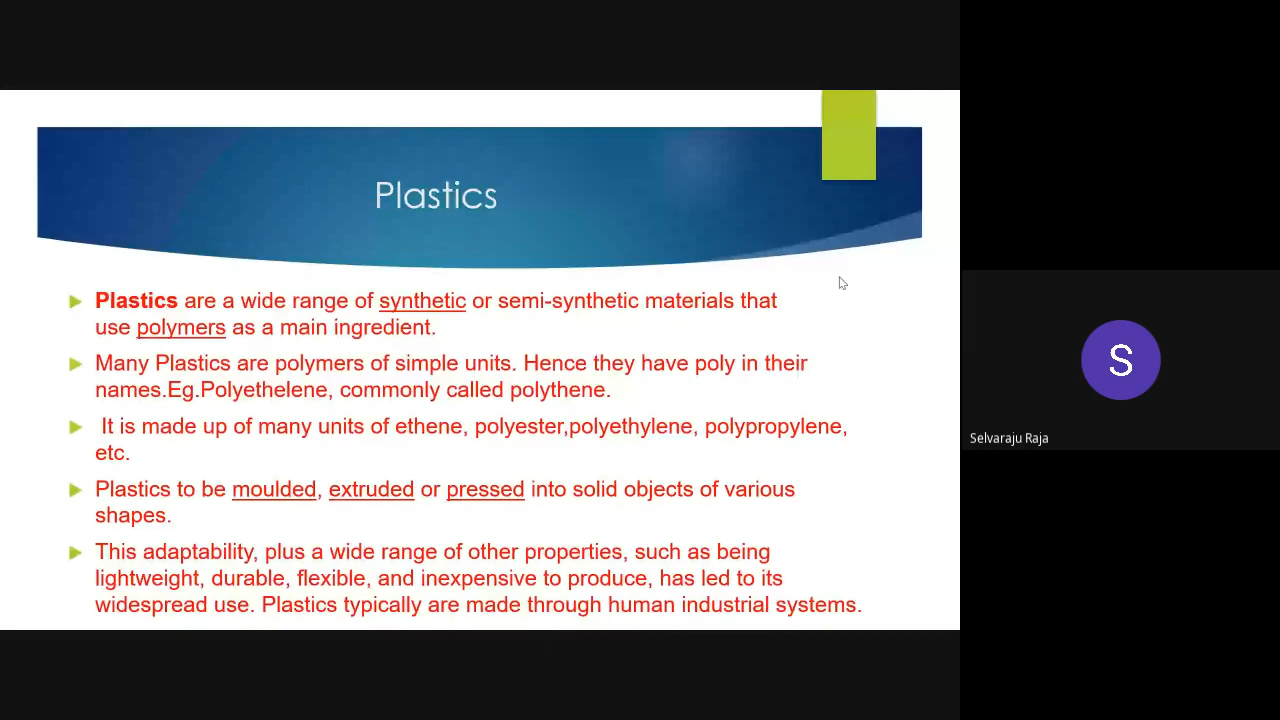 Plastics
Plastics are a wide range of synthetic or semi-synthetic materials that
use polymers as a main ingredient.
Many Plastics are polymers of simple units. Hence they have poly in their
names.Eg.Polyethelene, commonly called polythene.
It is made up of many units of ethene, polyester,polyethylene, polypropylene,
etc.
Plastics to be moulded, extruded or pressed into solid objects of various
shapes.
This adaptability, plus a wide range of other properties, such as being
lightweight, durable, flexible, and inexpensive to produce, has led to its
widespread use. Plastics typically are made through human industrial systems.
S
Selvaraju Raja